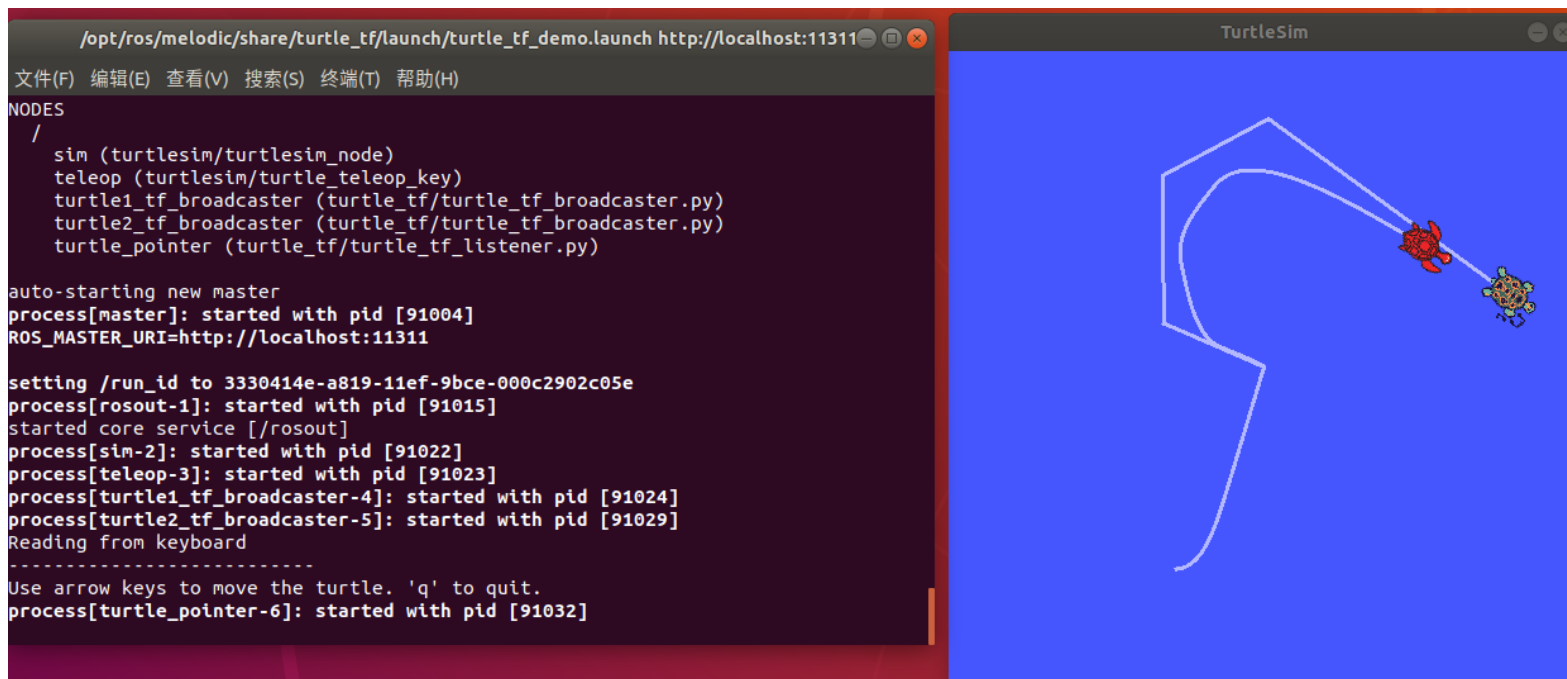 /opt/ros/melodic/share/turtle_tf/launch/turtle_tf_demo.launch http://localhost:11311
文件(F) 编辑(E) 查看(V) 搜索(S) 终端(T) 帮助(H)
NODES
/
sim (turtlesim/turtlesim_node)
teleop (turtlesim/turtle_teleop_key)
turtle1_tf_broadcaster (turtle_tf/turtle_tf_broadcaster.py)
turtle2_tf_broadcaster (turtle_tf/turtle_tf_broadcaster.py)
turtle_pointer (turtle_tf/turtle_tf_listener.py)
auto-starting new master
process[master]: started with pid [91004]
ROS_MASTER_URI=http://localhost:11311
setting /run_id to 3330414e-a819-11ef-9bce-000c2902c05e
process[rosout-1]: started with pid [91015]
started core service [/rosout]
process[sim-2]: started with pid [91022]
process[teleop-3]: started with pid [91023]
process[turtle1_tf_broadcaster-4]: started with pid [91024]
process[turtle2_tf_broadcaster-5]: started with pid [91029]
Reading from keyboard
---------------------------
Use arrow keys to move the turtle. 'q' to quit.
process[turtle_pointer-6]: started with pid [91032]
TurtleSim